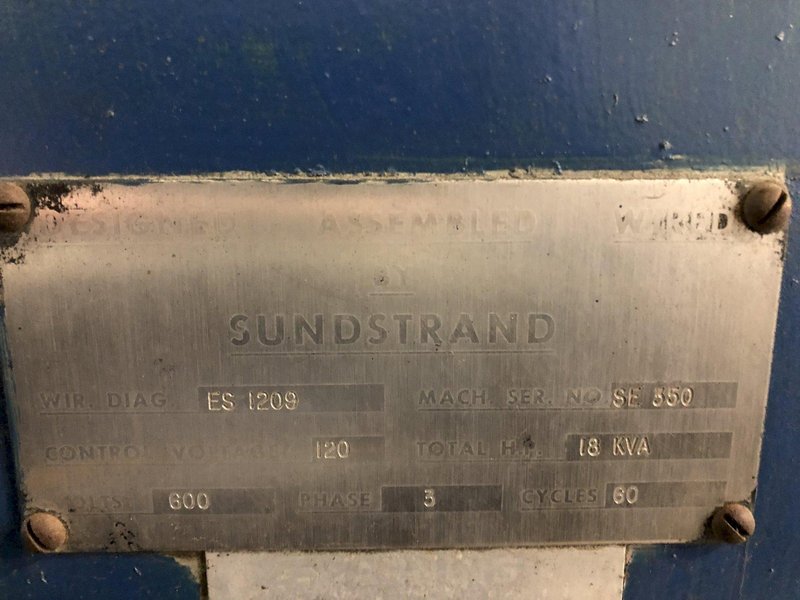 DESIGNED ASSEMBLED WIRED
BY
SUNDSTRAND
WIR. DIAG. ES 1209 MACH. SER. NO. SE 550
CONTROL VOLTAGE 120 TOTAL H.P. 18 KVA
VOLTS 600 PHASE 3 CYCLES 60